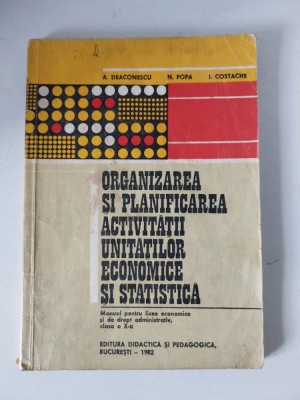 A. DEACONESCU N. POPA I. COSTACHE
ORGANIZAREA
ȘI PLANIFICAREA
ACTIVITĂȚII
UNITĂȚILOR
ECONOMICE
ȘI STATISTICA
Manual pentru licee economice
și de drept administrativ,
clasa a X-a
EDITURA DIDACTICĂ ȘI PEDAGOGICĂ,
BUCUREȘTI – 1982